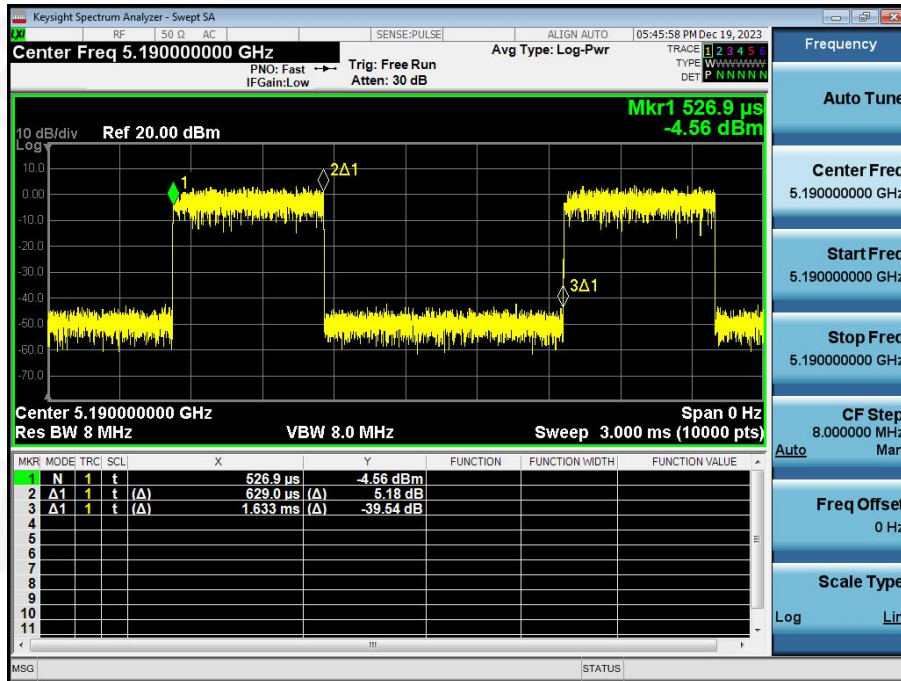 Keysight Spectrum Analyzer - Swept SA
LXI RF 50 Ω AC SENSE:PULSE ALIGN AUTO 05:45:58 PM Dec 19, 2023
Center Freq 5.190000000 GHz
PNO: Fast
IFGain:Low
Trig: Free Run
Atten: 30 dB
Avg Type: Log-Pwr
TRACE 1 2 3 4 5 6
TYPE WWWWWW
DET P N N N N N
Mkr1 526.9 µs
-4.56 dBm
10 dB/div Ref 20.00 dBm
Log
10.0
0.00
-10.0
-20.0
-30.0
-40.0
-50.0
-60.0
-70.0
1
2Δ1
3Δ1
Center 5.190000000 GHz Span 0 Hz
Res BW 8 MHz VBW 8.0 MHz Sweep 3.000 ms (10000 pts)
MKR MODE TRC SCL X Y FUNCTION FUNCTION WIDTH FUNCTION VALUE
1 N 1 t 526.9 µs -4.56 dBm
2 Δ1 1 t (Δ) 629.0 µs (Δ) 5.18 dB
3 Δ1 1 t (Δ) 1.633 ms (Δ) -39.54 dB
4
5
6
7
8
9
10
11
MSG STATUS
Frequency
Auto Tune
Center Freq
5.190000000 GHz
Start Freq
5.190000000 GHz
Stop Freq
5.190000000 GHz
CF Step
8.000000 MHz
Auto Man
Freq Offset
0 Hz
Scale Type
Log Lin